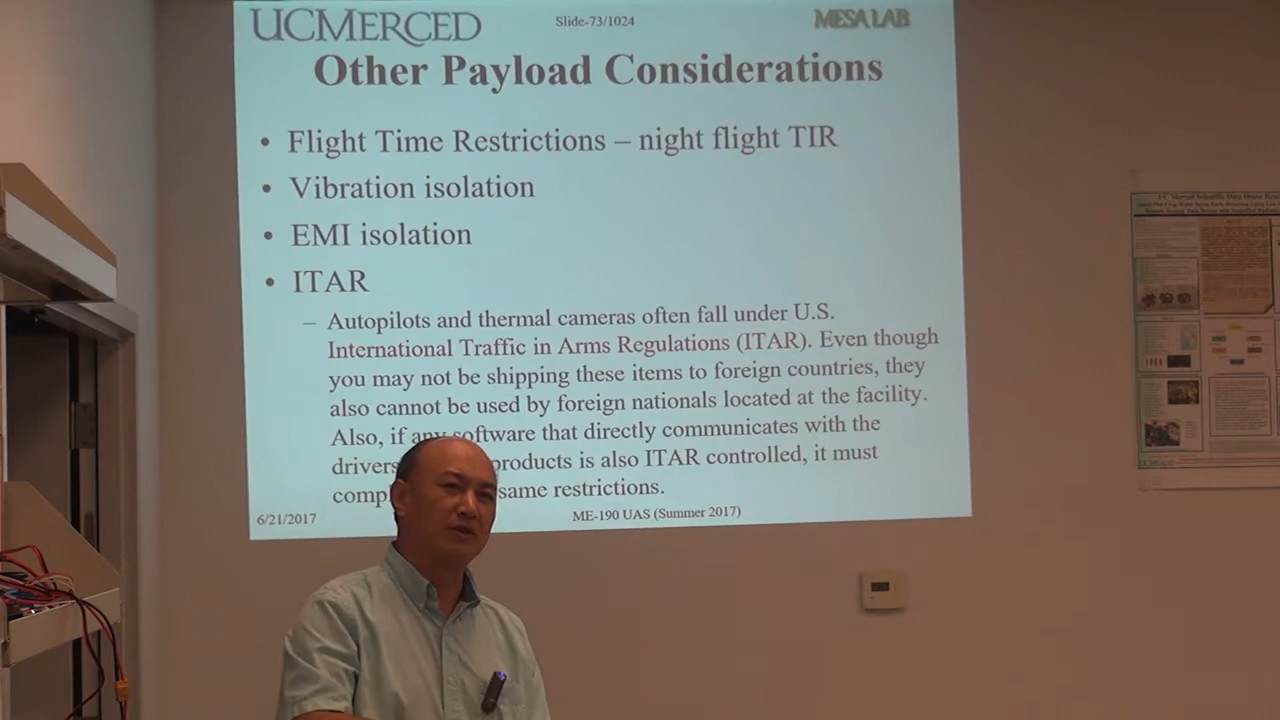 UCMERCED
Slide-73/1024
MESA LAB
Other Payload Considerations
• Flight Time Restrictions – night flight TIR
• Vibration isolation
• EMI isolation
• ITAR
– Autopilots and thermal cameras often fall under U.S.
International Traffic in Arms Regulations (ITAR). Even though
you may not be shipping these items to foreign countries, they
also cannot be used by foreign nationals located at the facility.
Also, if any software that directly communicates with the
drivers products is also ITAR controlled, it must
comp same restrictions.
6/21/2017
ME-190 UAS (Summer 2017)